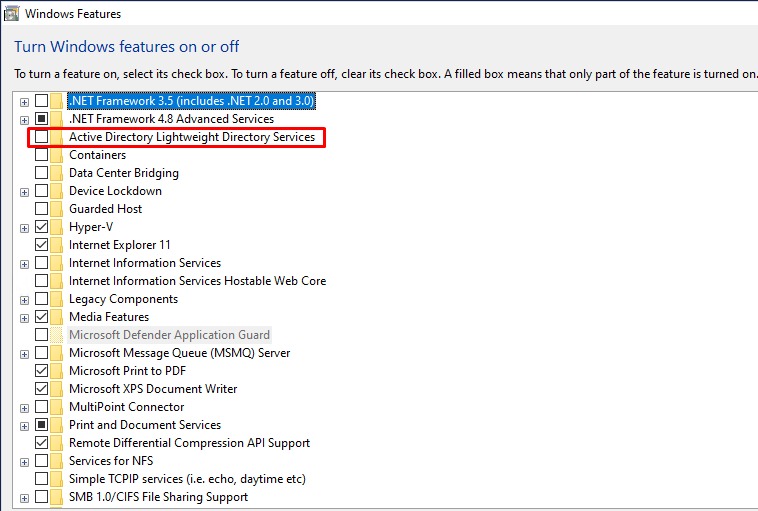 Windows Features
Turn Windows features on or off
To turn a feature on, select its check box. To turn a feature off, clear its check box. A filled box means that only part of the feature is turned on.
.NET Framework 3.5 (includes .NET 2.0 and 3.0)
.NET Framework 4.8 Advanced Services
Active Directory Lightweight Directory Services
Containers
Data Center Bridging
Device Lockdown
Guarded Host
Hyper-V
Internet Explorer 11
Internet Information Services
Internet Information Services Hostable Web Core
Legacy Components
Media Features
Microsoft Defender Application Guard
Microsoft Message Queue (MSMQ) Server
Microsoft Print to PDF
Microsoft XPS Document Writer
MultiPoint Connector
Print and Document Services
Remote Differential Compression API Support
Services for NFS
Simple TCPIP services (i.e. echo, daytime etc)
SMB 1.0/CIFS File Sharing Support